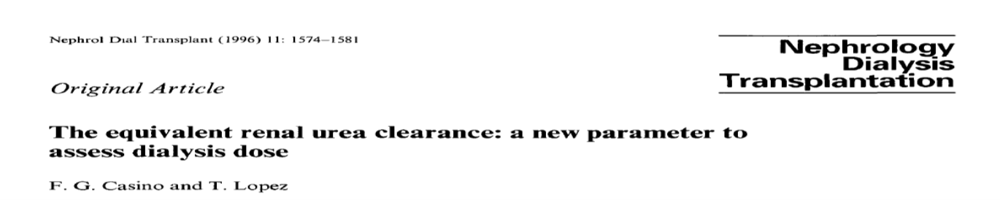 Nephrol Dial Transplant (1996) 11: 1574–1581
Nephrology
Dialysis
Transplantation
Original Article
The equivalent renal urea clearance: a new parameter to
assess dialysis dose
F. G. Casino and T. Lopez